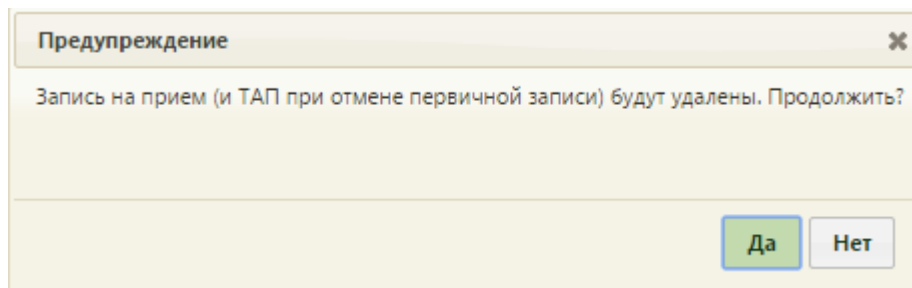 Предупреждение
Запись на прием (и ТАП при отмене первичной записи) будут удалены. Продолжить?
Да
Нет